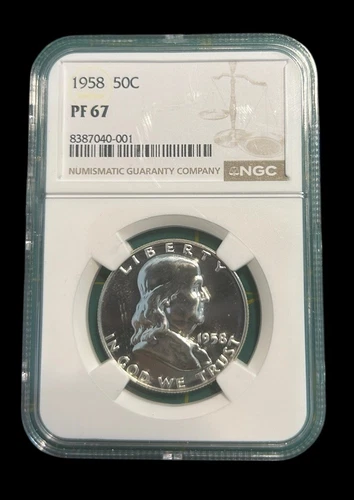 1958 50C
PF 67
8387040-001
NUMISMATIC GUARANTY COMPANY
NGC
LIBERTY
1958
IN GOD WE TRUST